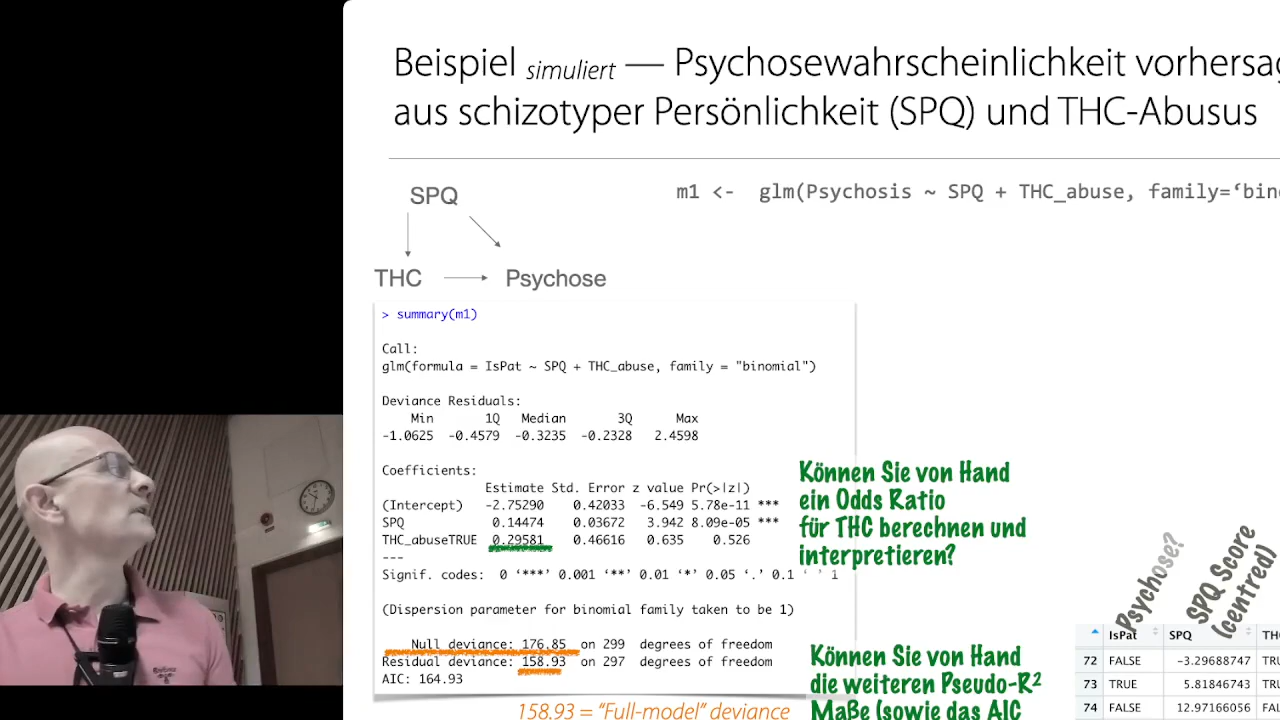 Beispiel simuliert — Psychosewahrscheinlichkeit vorhersag
aus schizotyper Persönlichkeit (SPQ) und THC-Abusus
SPQ
m1 <- glm(Psychosis ~ SPQ + THC_abuse, family=‘bin
THC
Psychose
> summary(m1)
Call:
glm(formula = IsPat ~ SPQ + THC_abuse, family = "binomial")
Deviance Residuals:
Min 1Q Median 3Q Max
-1.0625 -0.4579 -0.3235 -0.2328 2.4598
Coefficients:
Estimate Std. Error z value Pr(>|z|)
(Intercept) -2.75290 0.42033 -6.549 5.78e-11 ***
SPQ 0.14474 0.03672 3.942 8.09e-05 ***
THC_abuseTRUE 0.29581 0.46616 0.635 0.526
---
Signif. codes: 0 ‘***’ 0.001 ‘**’ 0.01 ‘*’ 0.05 ‘.’ 0.1 ‘ ’ 1
(Dispersion parameter for binomial family taken to be 1)
Null deviance: 176.85 on 299 degrees of freedom
Residual deviance: 158.93 on 297 degrees of freedom
AIC: 164.93
158.93 = “Full-model” deviance
Können Sie von Hand
ein Odds Ratio
für THC berechnen und
interpretieren?
Können Sie von Hand
die weiteren Pseudo-R²
Maße (sowie das AIC
Psychose?
SPQ Score
(centred)
IsPat SPQ TH
72 FALSE -3.29688747 TRU
73 TRUE 5.81846743 TRU
74 FALSE 12.97166056 FAL